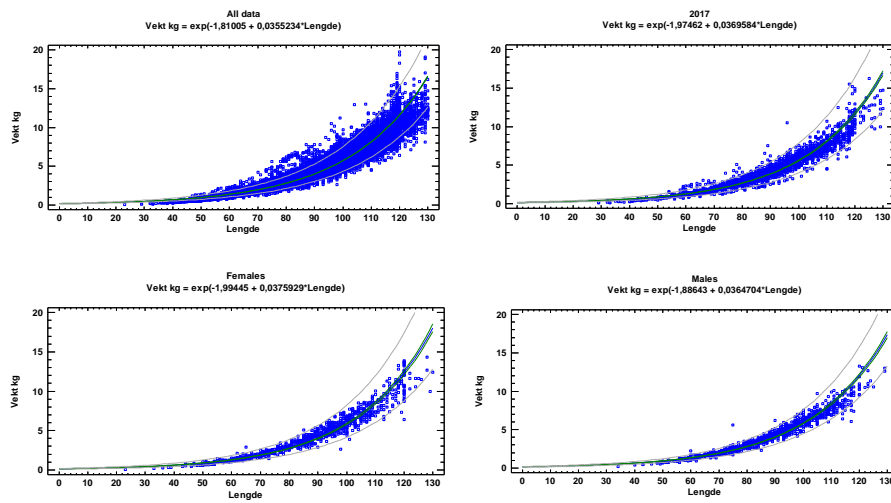 All data
Vekt kg = exp(-1,81005 + 0,0355234*Lengde)
20
15
10
5
0
Vekt kg
0 10 20 30 40 50 60 70 80 90 100 110 120 130
Lengde
2017
Vekt kg = exp(-1,97462 + 0,0369584*Lengde)
20
15
10
5
0
Vekt kg
0 10 20 30 40 50 60 70 80 90 100 110 120 130
Lengde
Females
Vekt kg = exp(-1,99445 + 0,0375929*Lengde)
20
15
10
5
0
Vekt kg
0 10 20 30 40 50 60 70 80 90 100 110 120 130
Lengde
Males
Vekt kg = exp(-1,88643 + 0,0364704*Lengde)
20
15
10
5
0
Vekt kg
0 10 20 30 40 50 60 70 80 90 100 110 120 130
Lengde